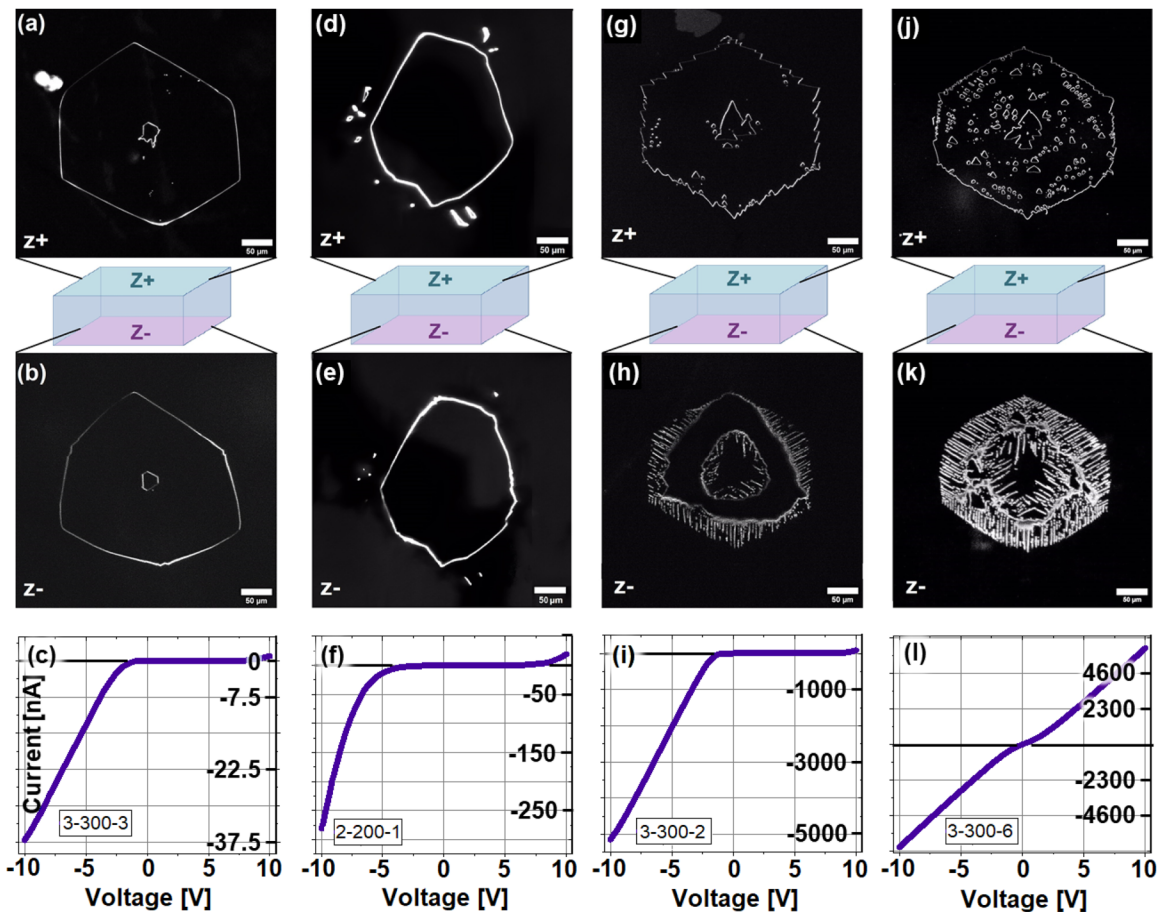 (a)
z+
50 µm
(d)
z+
50 µm
(g)
z+
50 µm
(j)
z+
50 µm
Z+
Z-
Z+
Z-
Z+
Z-
Z+
Z-
(b)
z-
50 µm
(e)
z-
50 µm
(h)
z-
50 µm
(k)
z-
50 µm
(c)
Current [nA]
0
-7.5
-22.5
-37.5
3-300-3
-10 -5 0 5 10
Voltage [V]
(f)
-50
-150
-250
2-200-1
-10 -5 0 5 10
Voltage [V]
(i)
-1000
-3000
-5000
3-300-2
-10 -5 0 5 10
Voltage [V]
(l)
4600
2300
-2300
-4600
3-300-6
-10 -5 0 5 10
Voltage [V]